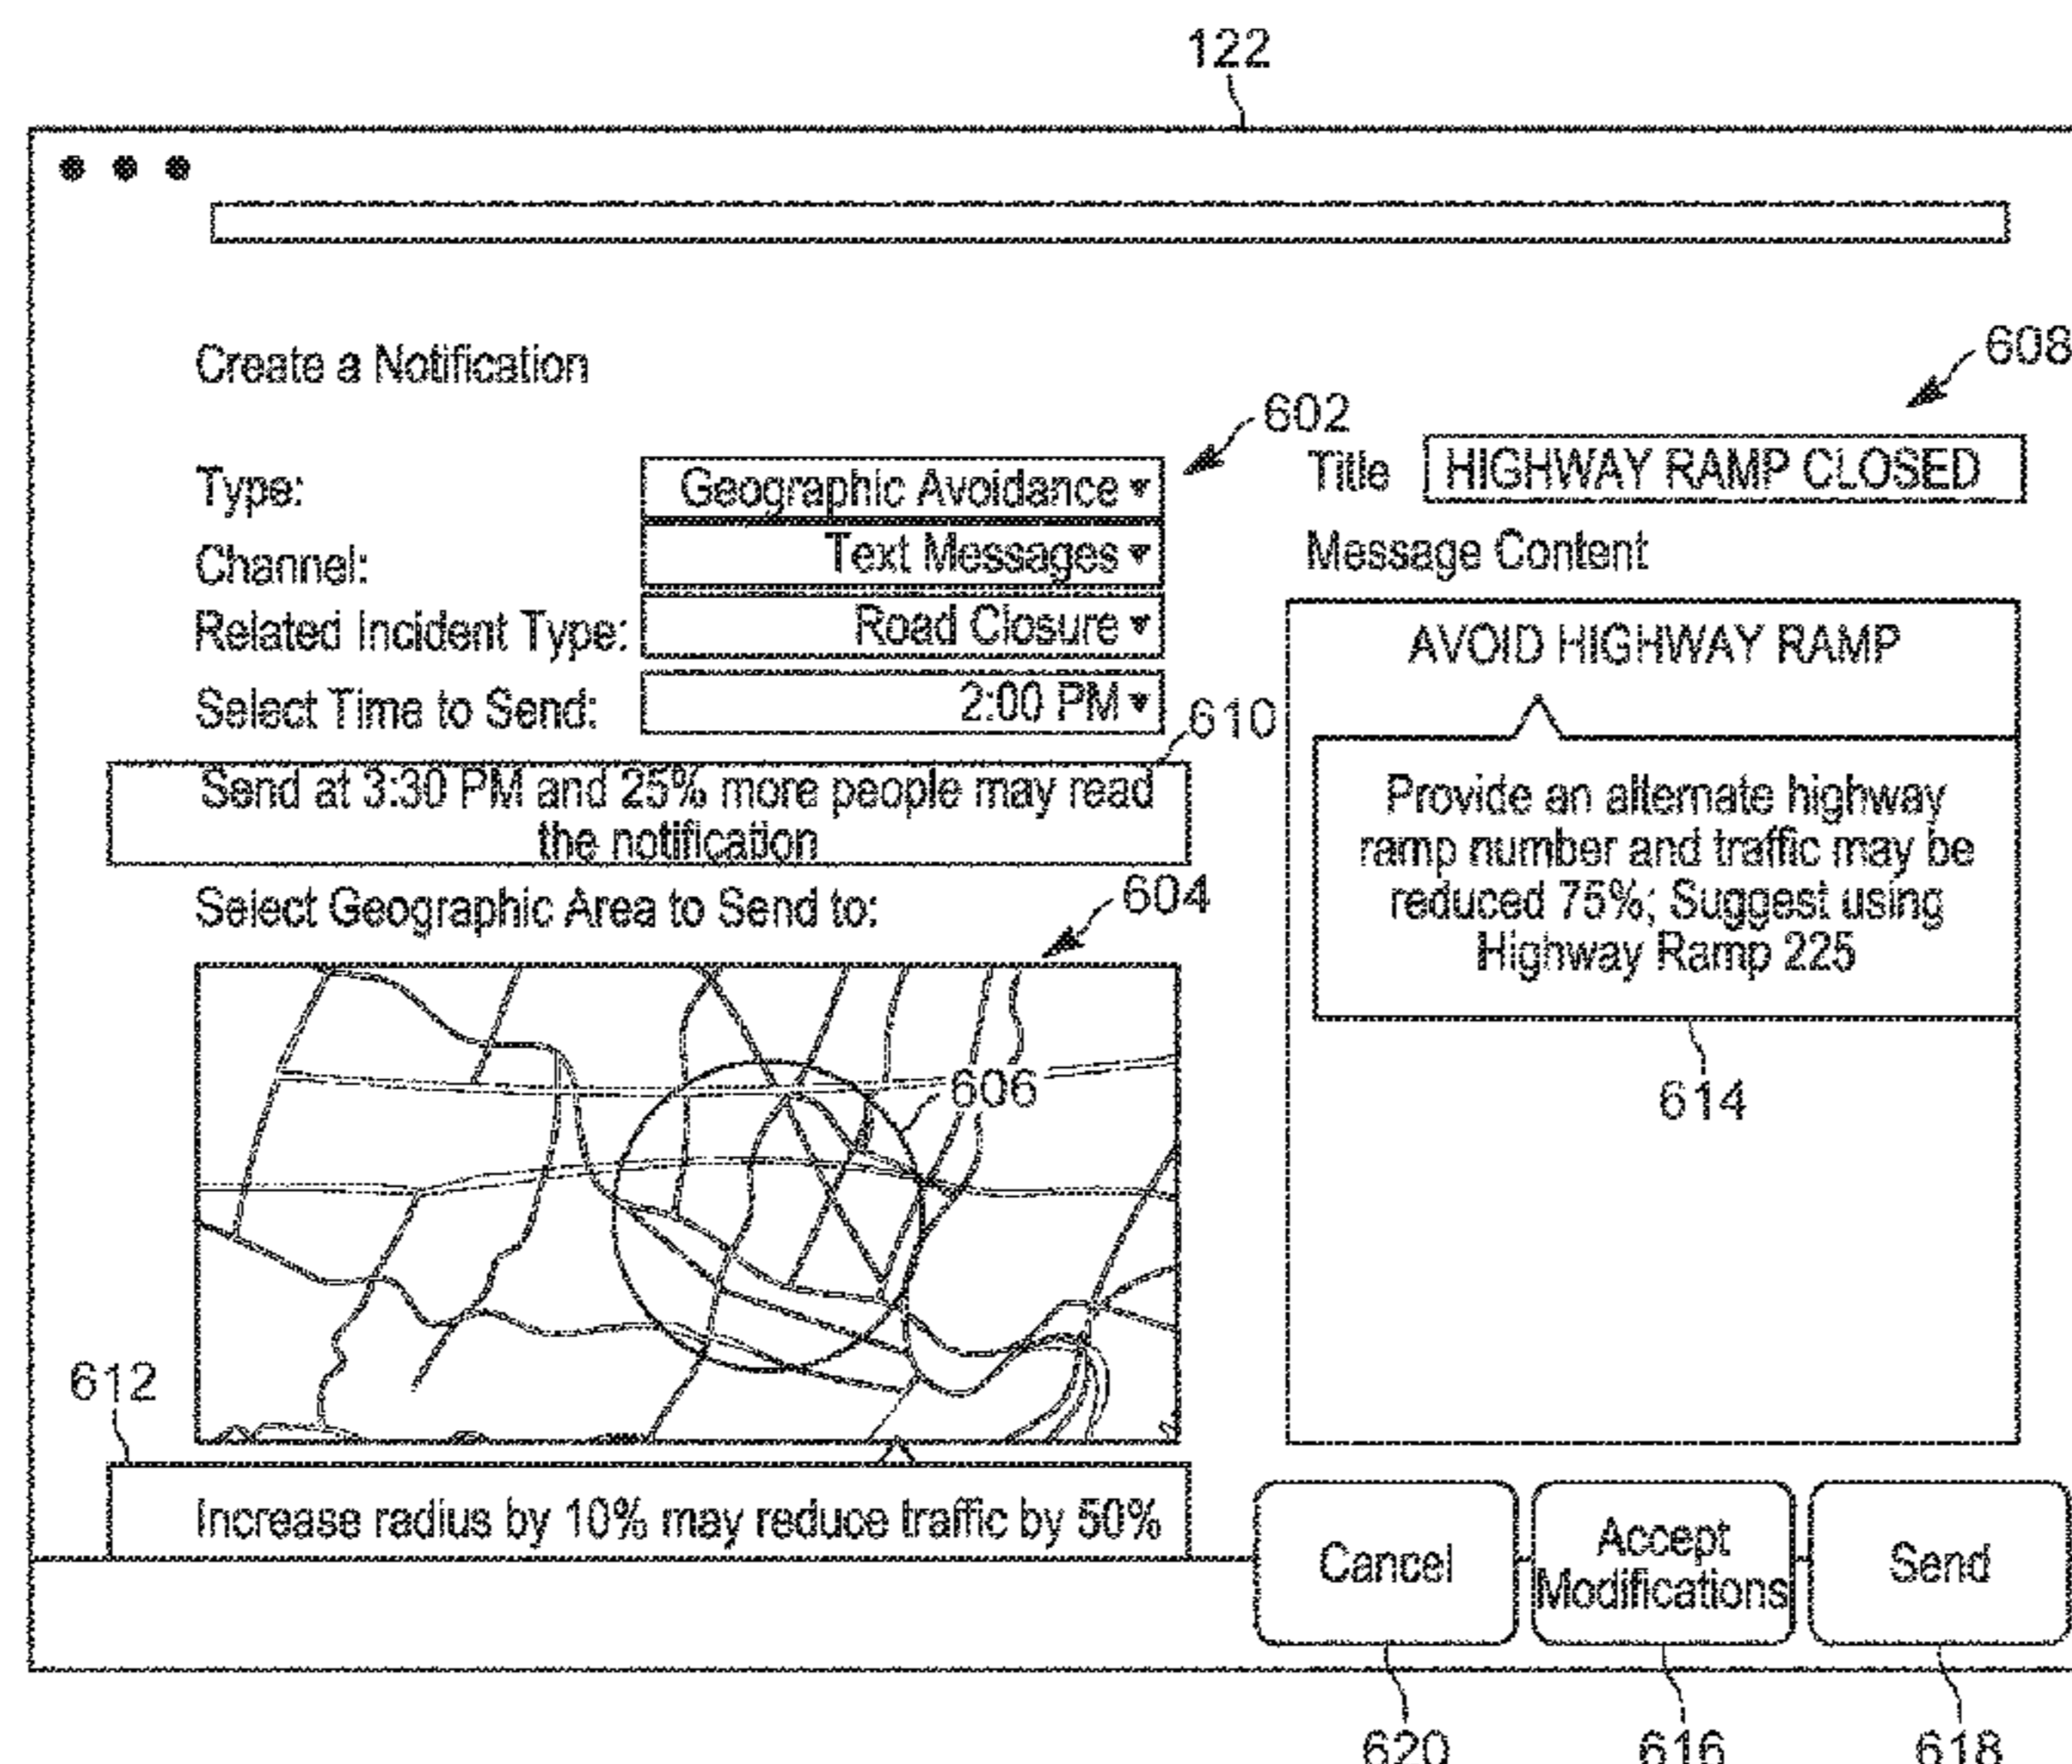 122
Create a Notification
602
608
Type: Geographic Avoidance
Channel: Text Messages
Related Incident Type: Road Closure
Select Time to Send: 2:00 PM
610
Send at 3:30 PM and 25% more people may read
the notification
Select Geographic Area to Send to:
604
606
612
Increase radius by 10% may reduce traffic by 50%
Title HIGHWAY RAMP CLOSED
Message Content
AVOID HIGHWAY RAMP
Provide an alternate highway
ramp number and traffic may be
reduced 75%; Suggest using
Highway Ramp 225
614
Cancel
Accept
Modifications
Send
620
616
618